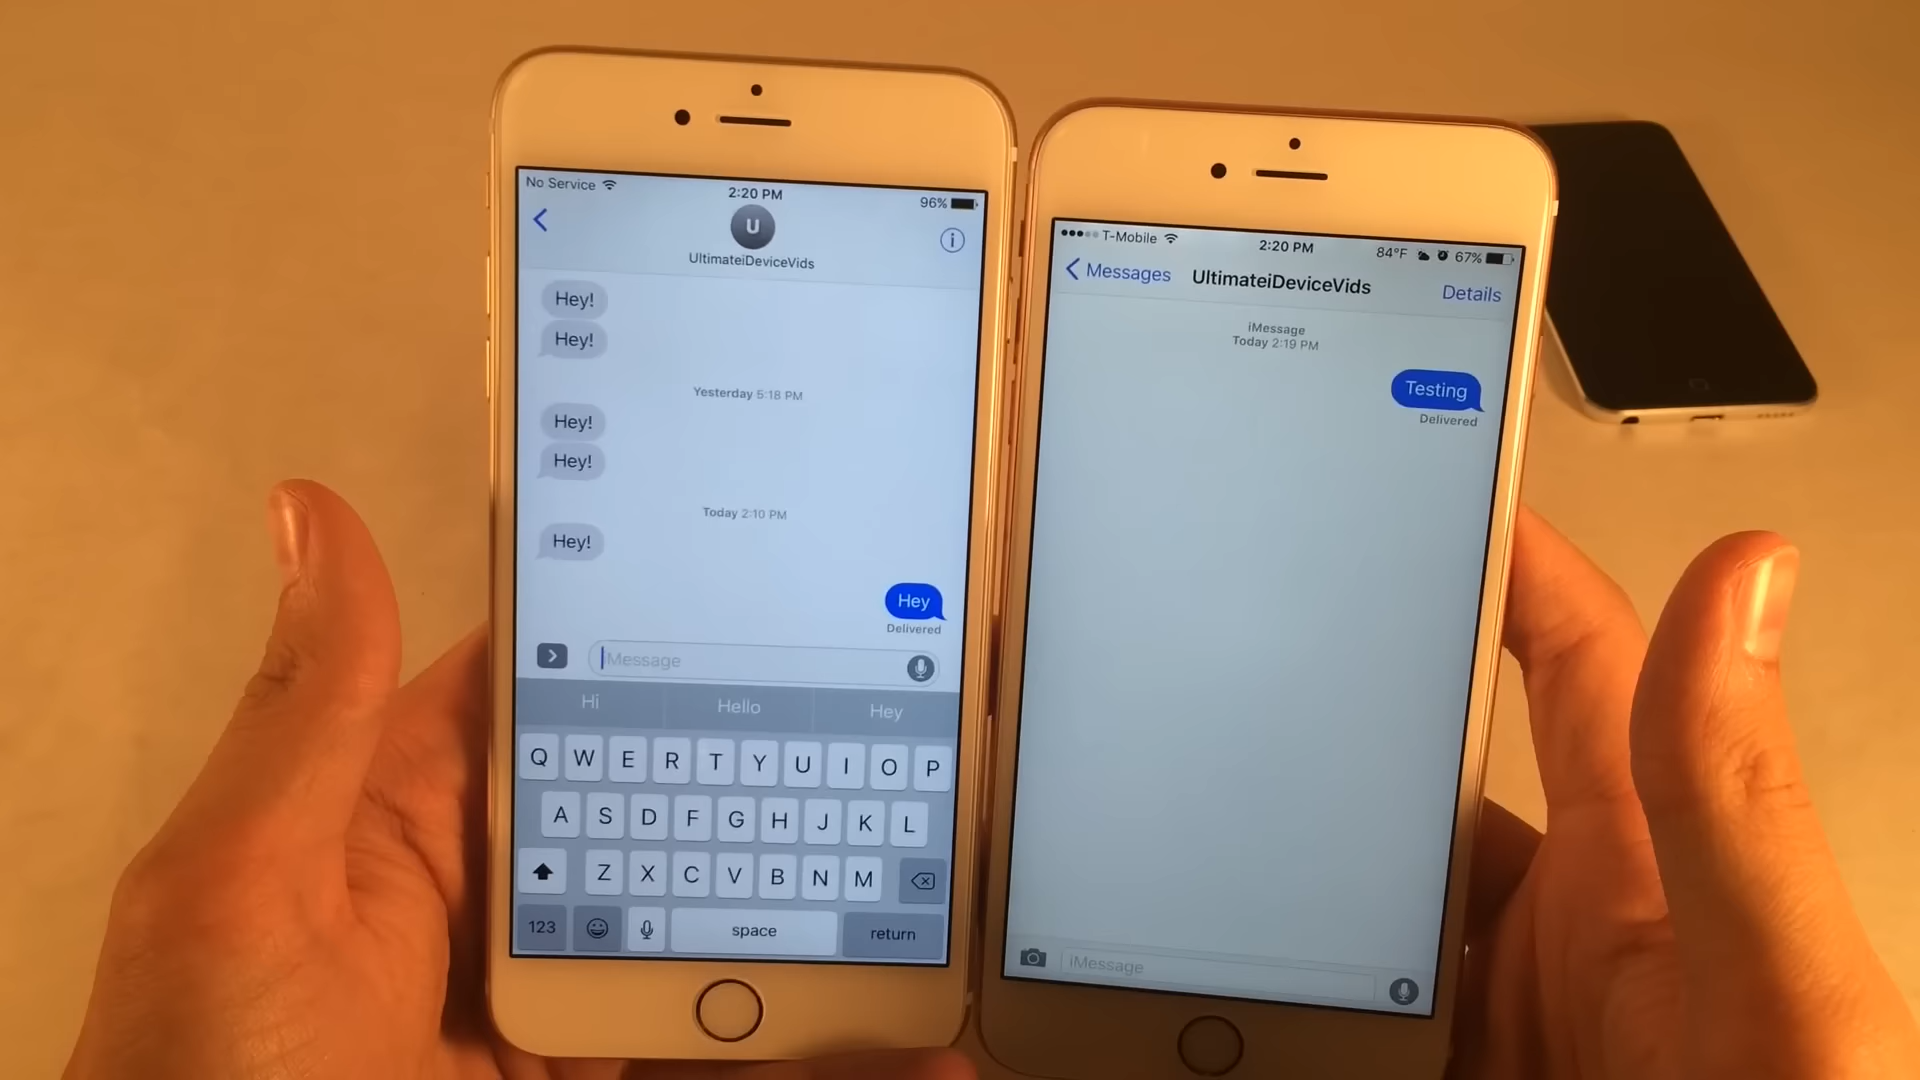 No Service
2:20 PM
96%
U
UltimateiDeviceVids
Hey!
Hey!
Yesterday 5:18 PM
Hey!
Hey!
Today 2:10 PM
Hey!
Hey
Delivered
iMessage
Hi Hello Hey
Q W E R T Y U I O P
A S D F G H J K L
Z X C V B N M
123 space return
T-Mobile
2:20 PM
84°F
67%
Messages
UltimateiDeviceVids
Details
iMessage
Today 2:19 PM
Testing
Delivered
iMessage